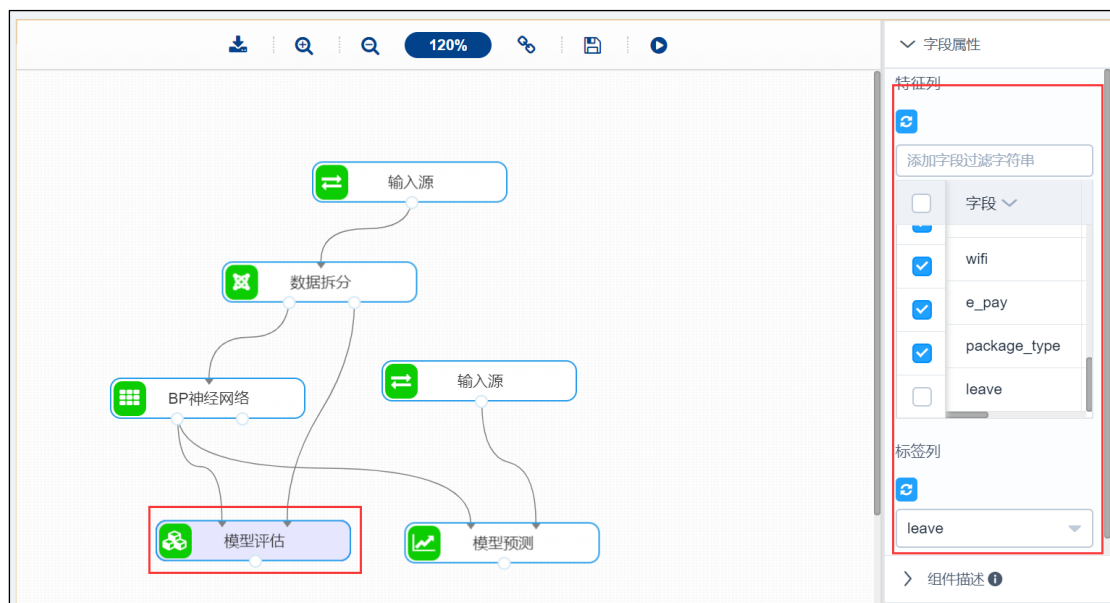 120%
输入源
数据拆分
BP神经网络
输入源
模型评估
模型预测
字段属性
特征列
添加字段过滤字符串
字段
wifi
e_pay
package_type
leave
标签列
leave
组件描述